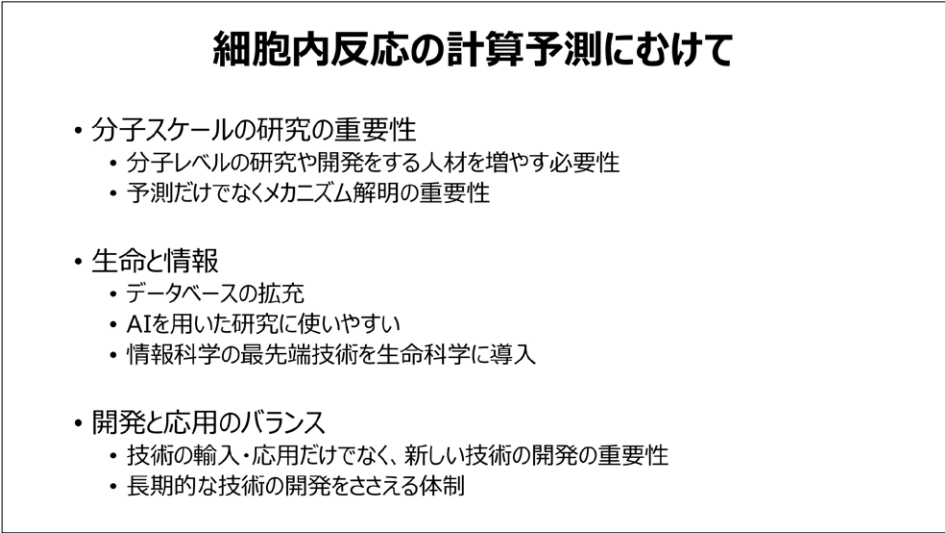 細胞内反応の計算予測にむけて
• 分子スケールの研究の重要性
• 分子レベルの研究や開発をする人材を増やす必要性
• 予測だけでなくメカニズム解明の重要性
• 生命と情報
• データベースの拡充
• AIを用いた研究に使いやすい
• 情報科学の最先端技術を生命科学に導入
• 開発と応用のバランス
• 技術の輸入・応用だけでなく、新しい技術の開発の重要性
• 長期的な技術の開発をささえる体制